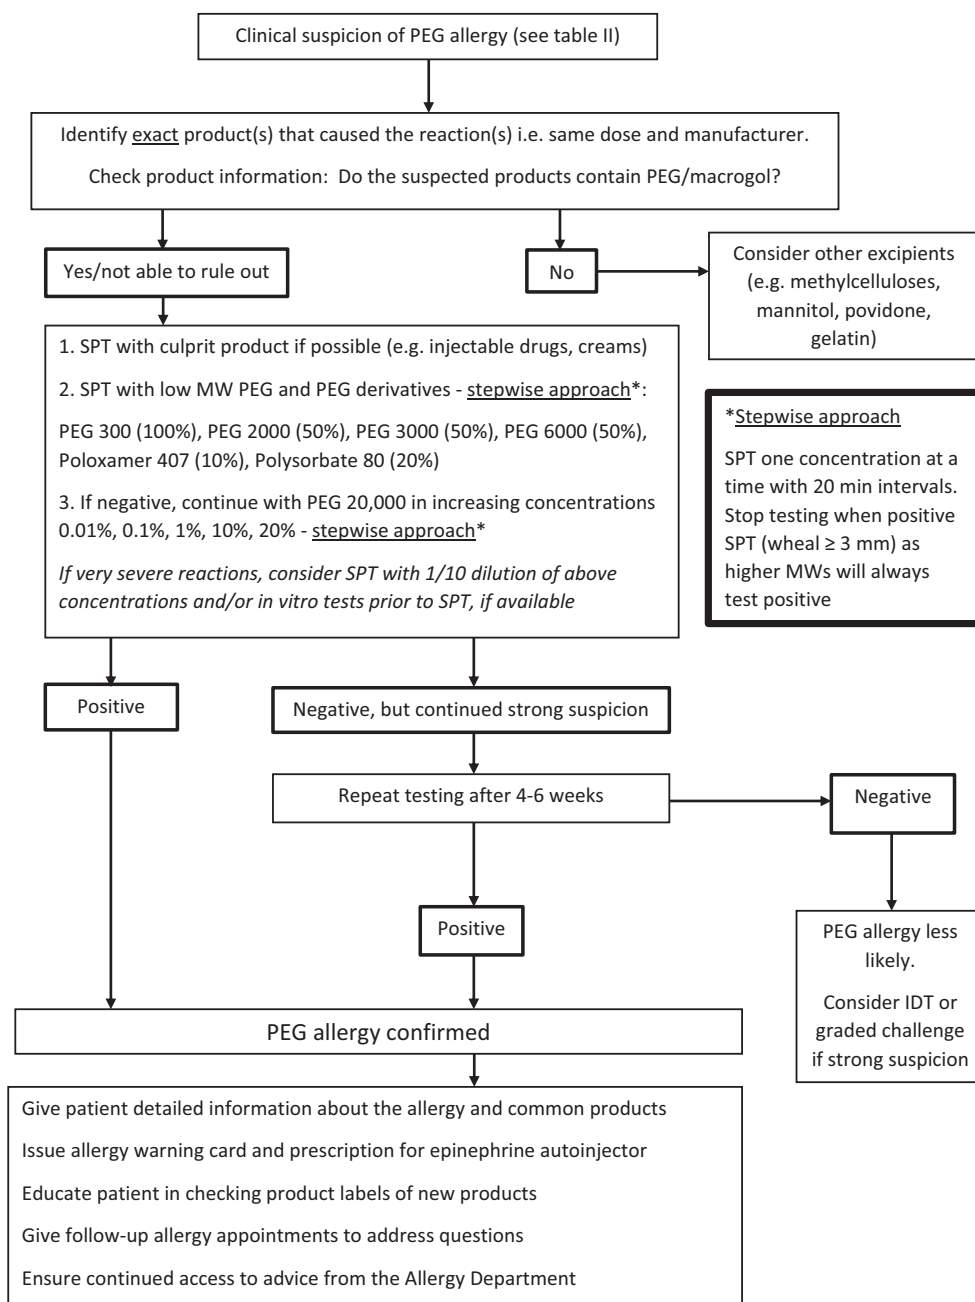 Clinical suspicion of PEG allergy (see table II)
Identify exact product(s) that caused the reaction(s) i.e. same dose and manufacturer.
Check product information: Do the suspected products contain PEG/macrogol?
Yes/not able to rule out
No
Consider other excipients
(e.g. methylcelluloses,
mannitol, povidone,
gelatin)
1. SPT with culprit product if possible (e.g. injectable drugs, creams)
2. SPT with low MW PEG and PEG derivatives - stepwise approach*:
PEG 300 (100%), PEG 2000 (50%), PEG 3000 (50%), PEG 6000 (50%),
Poloxamer 407 (10%), Polysorbate 80 (20%)
3. If negative, continue with PEG 20,000 in increasing concentrations
0.01%, 0.1%, 1%, 10%, 20% - stepwise approach*
If very severe reactions, consider SPT with 1/10 dilution of above
concentrations and/or in vitro tests prior to SPT, if available
*Stepwise approach
SPT one concentration at a
time with 20 min intervals.
Stop testing when positive
SPT (wheal ≥ 3 mm) as
higher MWs will always
test positive
Positive
Negative, but continued strong suspicion
Repeat testing after 4-6 weeks
Negative
Positive
PEG allergy less
likely.
Consider IDT or
graded challenge
if strong suspicion
PEG allergy confirmed
Give patient detailed information about the allergy and common products
Issue allergy warning card and prescription for epinephrine autoinjector
Educate patient in checking product labels of new products
Give follow-up allergy appointments to address questions
Ensure continued access to advice from the Allergy Department